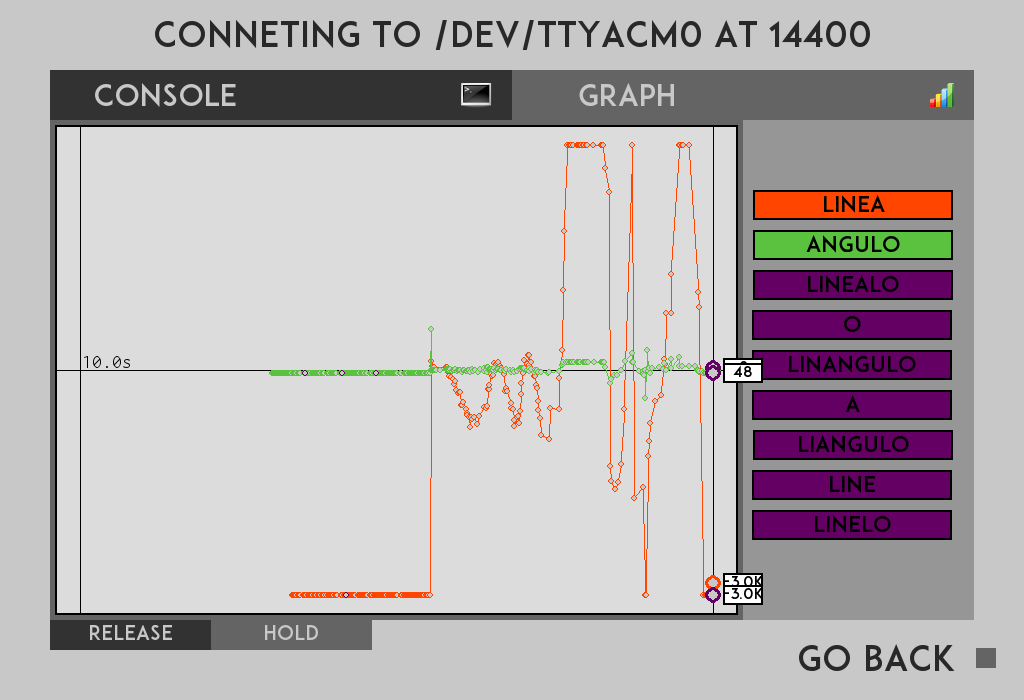 CONNETING TO /DEV/TTYACM0 AT 14400
CONSOLE
GRAPH
LINEA
ANGULO
LINEALO
O
LINANGULO
A
LIANGULO
LINE
LINELO
10.0s
48
-3.0K
-3.0K
RELEASE
HOLD
GO BACK